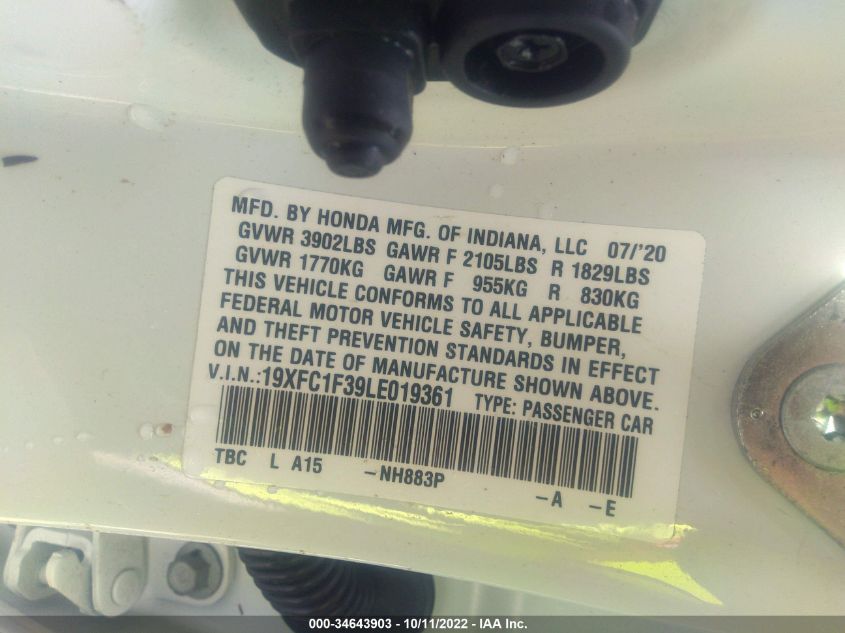 MFD. BY HONDA MFG. OF INDIANA, LLC 07/'20
GVWR 3902LBS GAWR F 2105LBS R 1829LBS
GVWR 1770KG GAWR F 955KG R 830KG
THIS VEHICLE CONFORMS TO ALL APPLICABLE
FEDERAL MOTOR VEHICLE SAFETY, BUMPER,
AND THEFT PREVENTION STANDARDS IN EFFECT
ON THE DATE OF MANUFACTURE SHOWN ABOVE.
V.I.N.:19XFC1F39LE019361 TYPE: PASSENGER CAR
TBC L A15 -NH883P -A -E
000-34643903 - 10/11/2022 - IAA Inc.